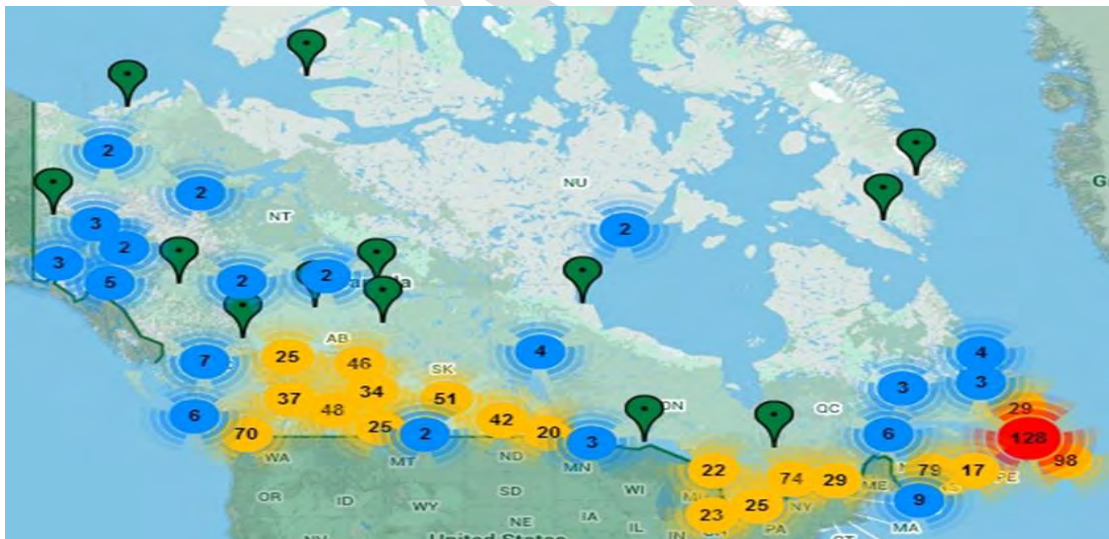 2
2
NU
NT
3
2
2
3
2
2
5
AB
4
4
25
7
46
SK
3
3
37
34
51
QC
29
6
48
42
70
25
2
20
3
6
128
WA
MT
ND
MN
98
22
79
17
PE
74
29
ME
SD
WI
OR
ID
WY
25
NY
9
23
NE
IA
IL
IN
PA
MA
United States